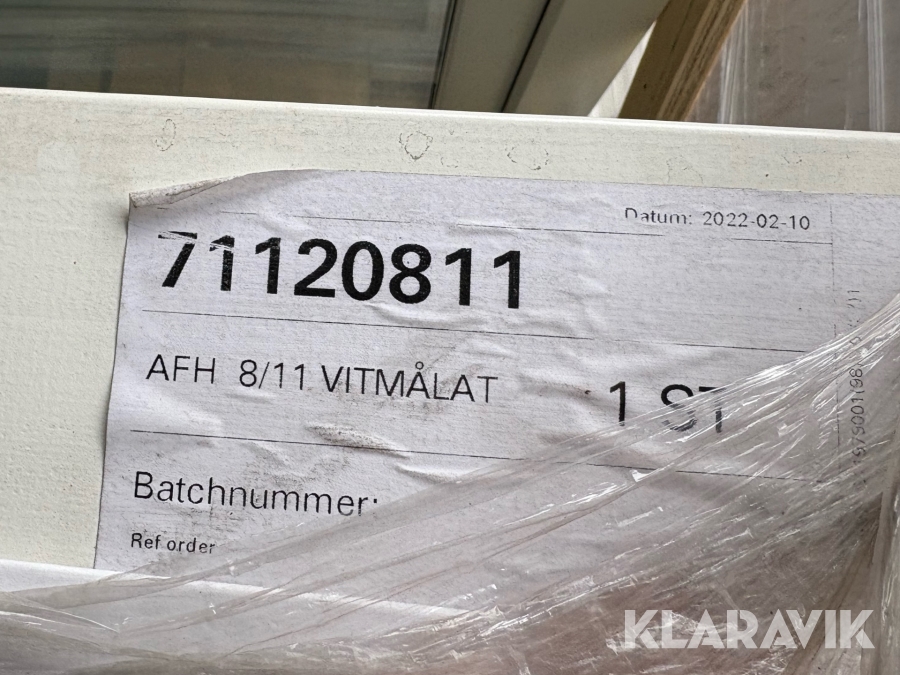 Datum: 2022-02-10
71120811
AFH 8/11 VITMÅLAT
1 ST
Batchnummer:
Ref order
KLARAVIK